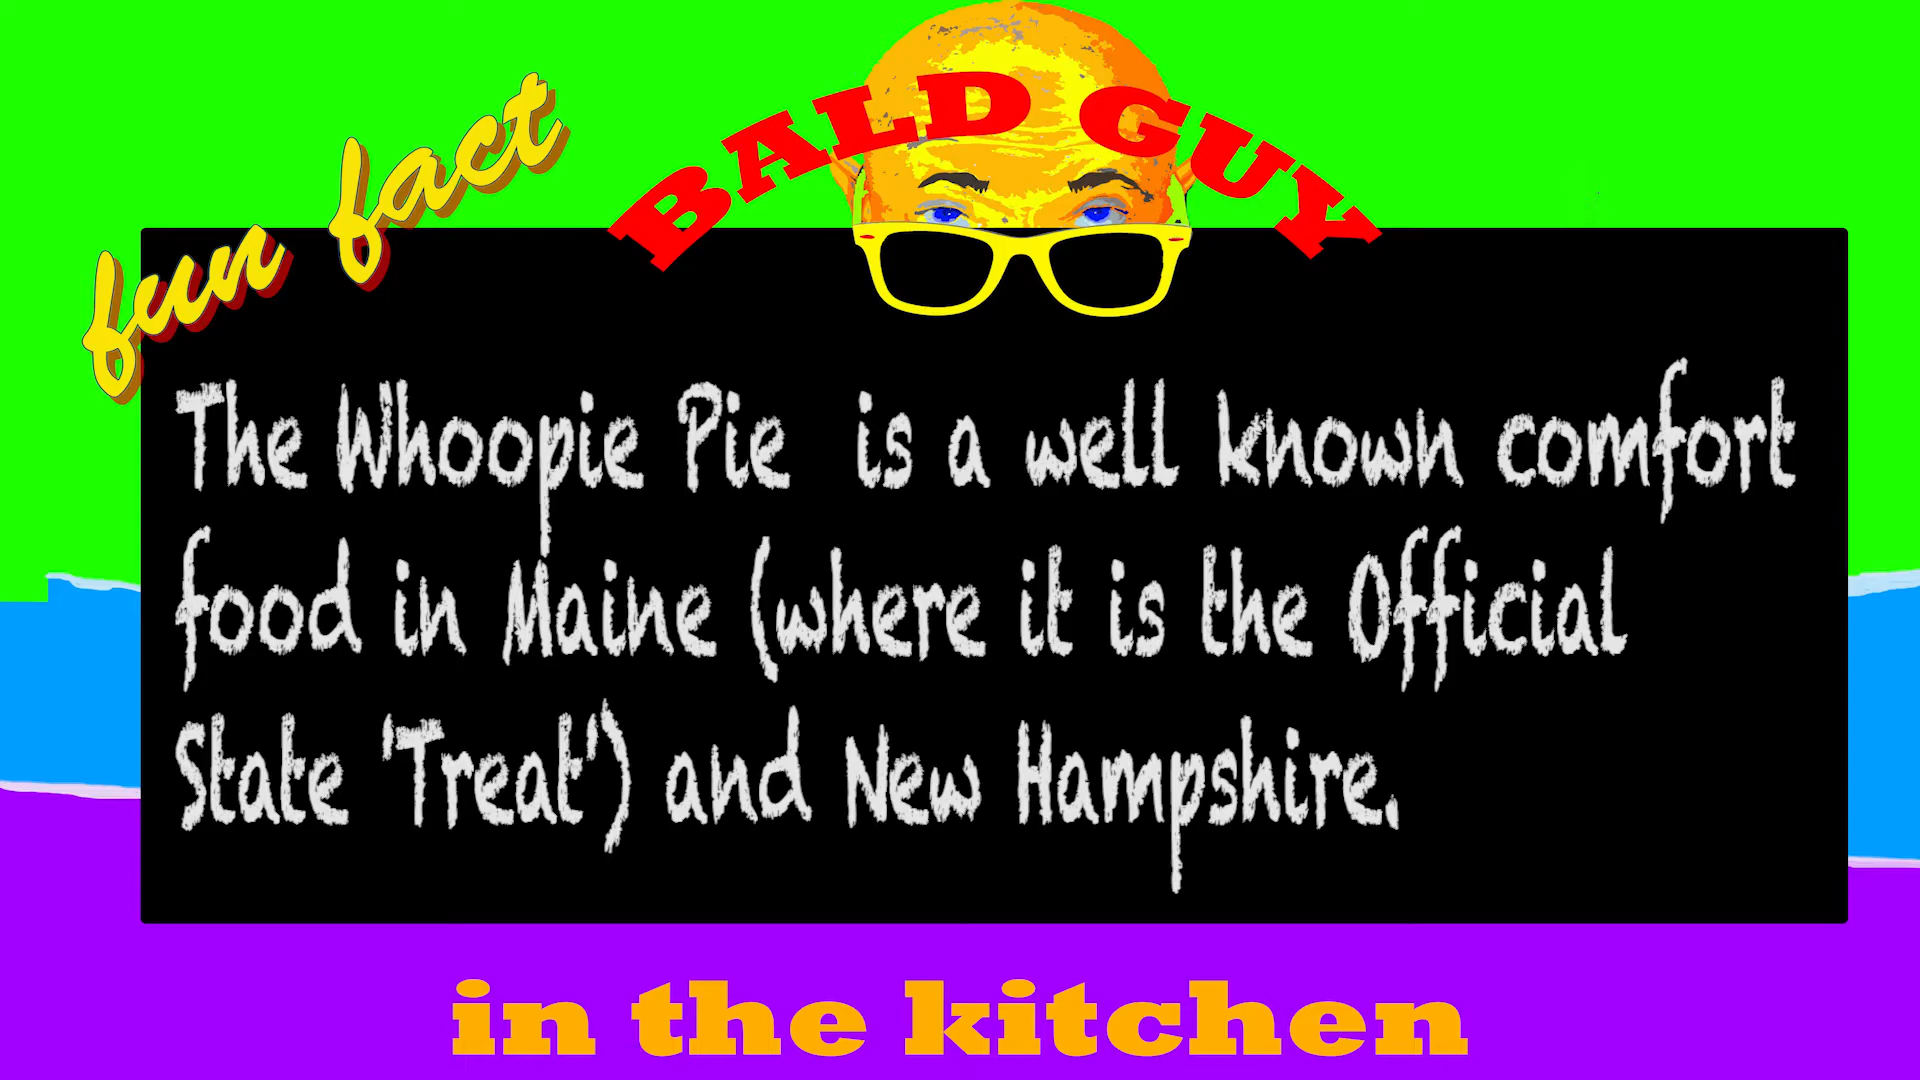 fun fact
BALD GUY
The Whoopie Pie is a well known comfort
food in Maine (where it is the Official
State 'Treat') and New Hampshire.
in the kitchen